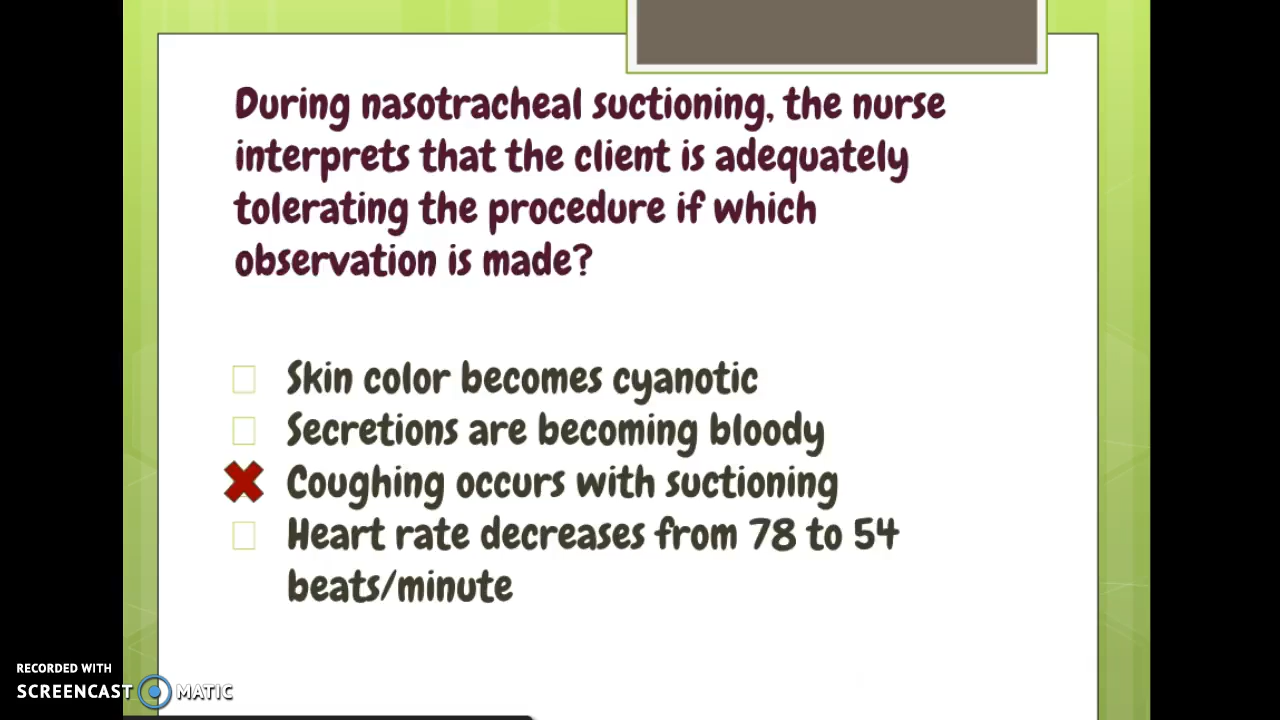 During nasotracheal suctioning, the nurse
interprets that the client is adequately
tolerating the procedure if which
observation is made?
Skin color becomes cyanotic
Secretions are becoming bloody
Coughing occurs with suctioning
Heart rate decreases from 78 to 54
beats/minute
RECORDED WITH
SCREENCAST MATIC